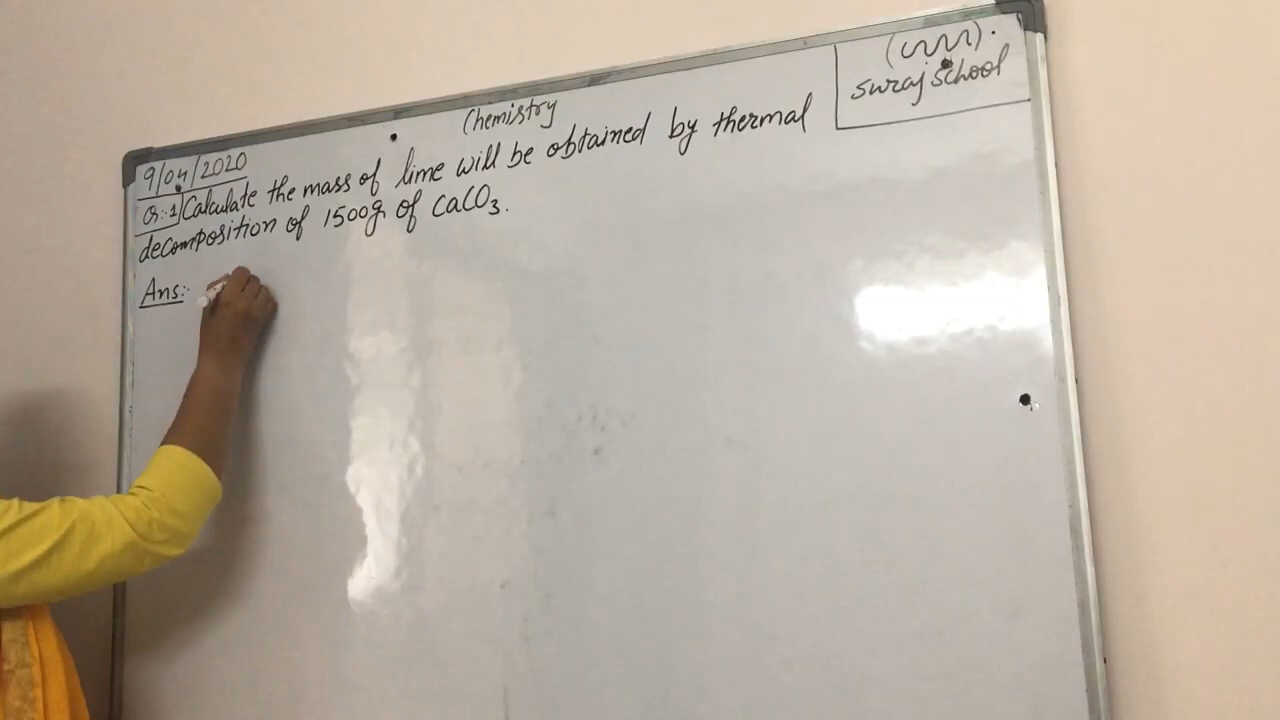 Chemistry
(

).
Suraj School
9/04/2020
Q:-1 Calculate the mass of lime will be obtained by thermal
decomposition of 1500g of CaCO3.
Ans:-